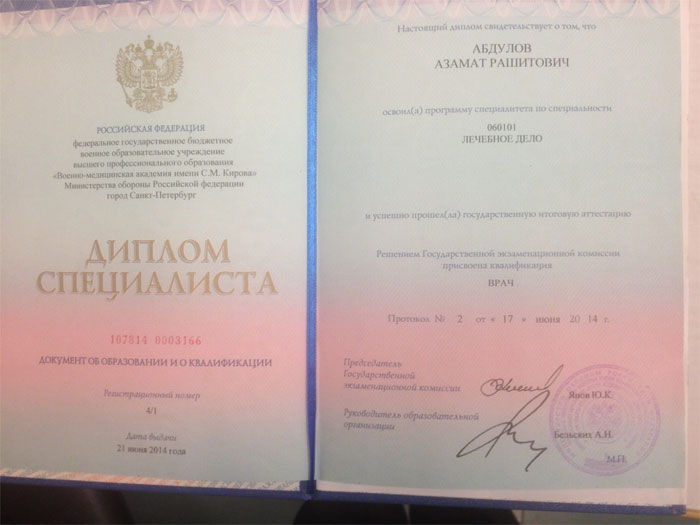 РОССИЙСКАЯ ФЕДЕРАЦИЯ
федеральное государственное бюджетное
военное образовательное учреждение
высшего профессионального образования
«Военно-медицинская академия имени С.М. Кирова»
Министерства обороны Российской федерации
город Санкт-Петербург
ДИПЛОМ
СПЕЦИАЛИСТА
107814 0003166
ДОКУМЕНТ ОБ ОБРАЗОВАНИИ И О КВАЛИФИКАЦИИ
Регистрационный номер
4/1
Дата выдачи
21 июня 2014 года
Настоящий диплом свидетельствует о том, что
АБДУЛОВ
АЗАМАТ РАШИТОВИЧ
освоил(а) программу специалитета по специальности
060101
ЛЕЧЕБНОЕ ДЕЛО
и успешно прошел(ла) государственную итоговую аттестацию
Решением Государственной экзаменационной комиссии
присвоена квалификация
ВРАЧ
Протокол № 2 от « 17 » июня 20 14 г.
Председатель
Государственной
экзаменационной комиссии
Янов Ю.К.
Руководитель образовательной
организации
Бельских А.Н.
М.П.